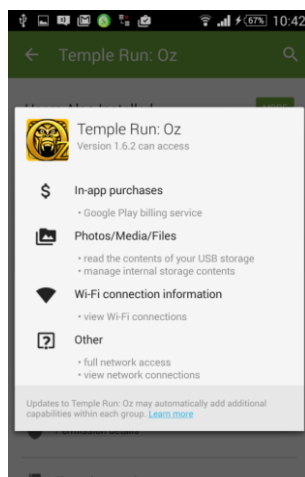 67% 10:42
Temple Run: Oz
Temple Run: Oz
Version 1.6.2 can access
$ In-app purchases
• Google Play billing service
Photos/Media/Files
• read the contents of your USB storage
• manage internal storage contents
Wi-Fi connection information
• view Wi-Fi connections
? Other
• full network access
• view network connections
Updates to Temple Run: Oz may automatically add additional
capabilities within each group. Learn more